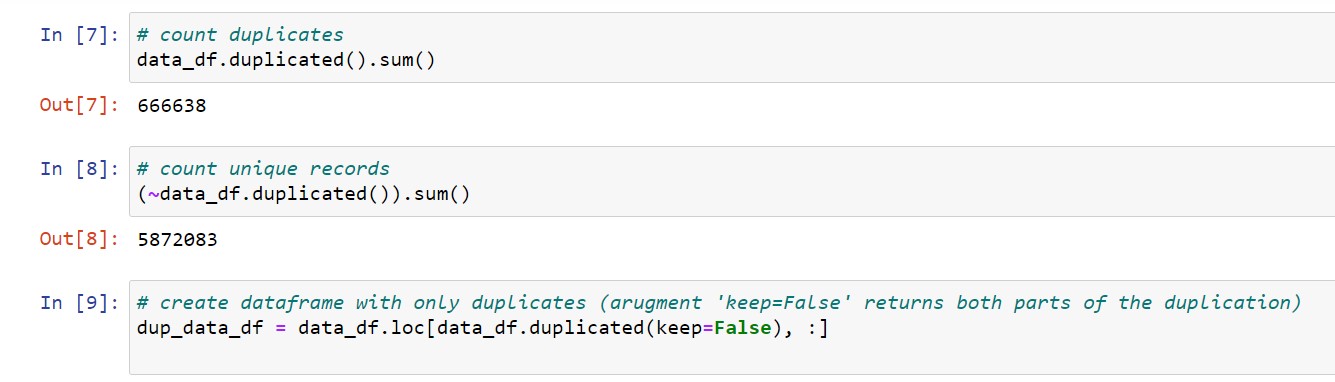 In [7]: # count duplicates
data_df.duplicated().sum()
Out[7]: 666638
In [8]: # count unique records
(~data_df.duplicated()).sum()
Out[8]: 5872083
In [9]: # create dataframe with only duplicates (arugment 'keep=False' returns both parts of the duplication)
dup_data_df = data_df.loc[data_df.duplicated(keep=False), :]